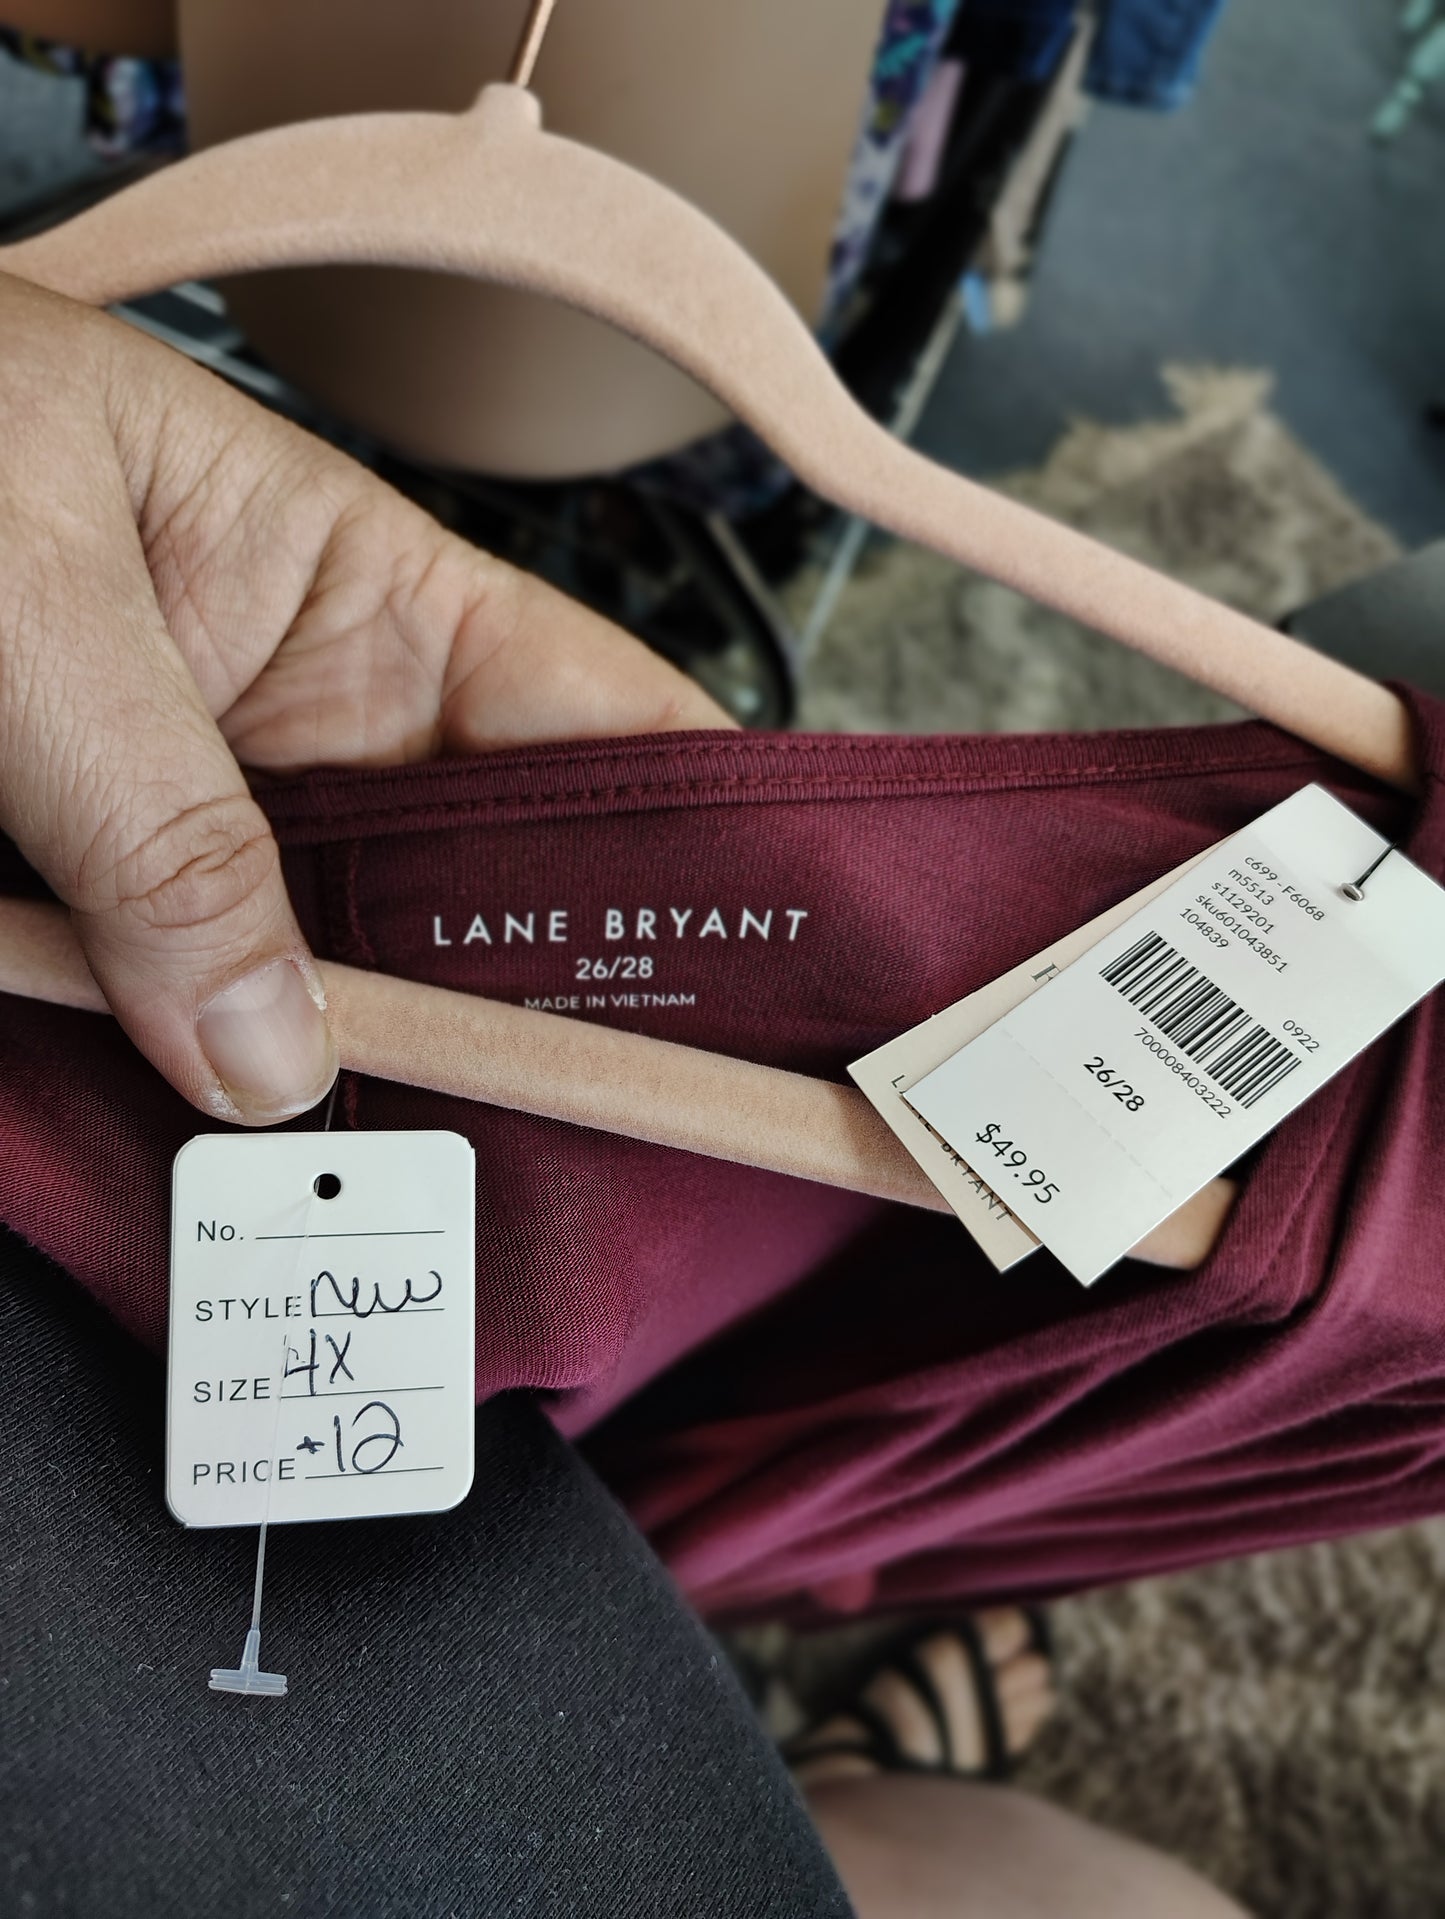 LANE BRYANT
26/28
MADE IN VIETNAM
c699 - F6068
m5513
s1129201
sku601043851
104839
0922
700008403222
26/28
$49.95
BRYANT
No.
STYLE new
SIZE 4X
PRICE $12